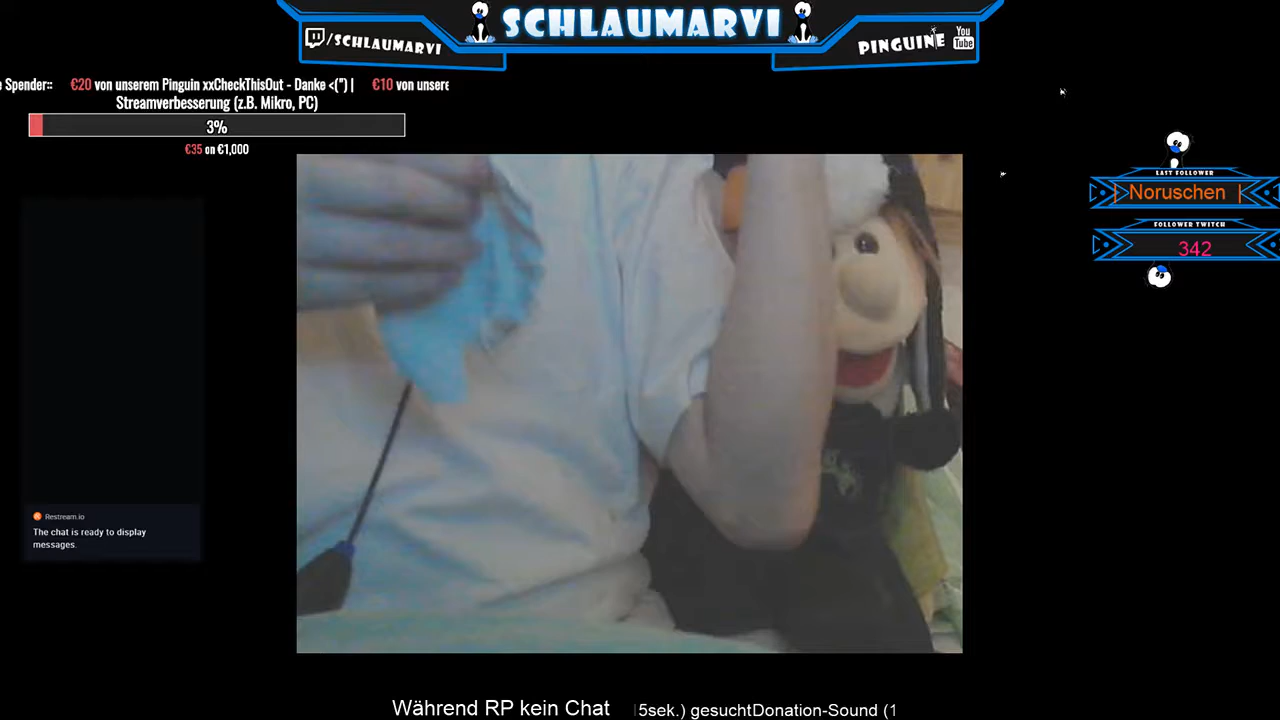 SCHLAUMARVI
/SCHLAUMARVI
PINGUINE
You
Tube
e Spender:: €20 von unserem Pinguin xxCheckThisOut - Danke <(") | €10 von unsere
Streamverbesserung (z.B. Mikro, PC)
3%
€35 on €1,000
LAST FOLLOWER
| Noruschen |
FOLLOWER TWITCH
342
Restream.io
The chat is ready to display
messages.
Während RP kein Chat
5sek.) gesuchtDonation-Sound (1